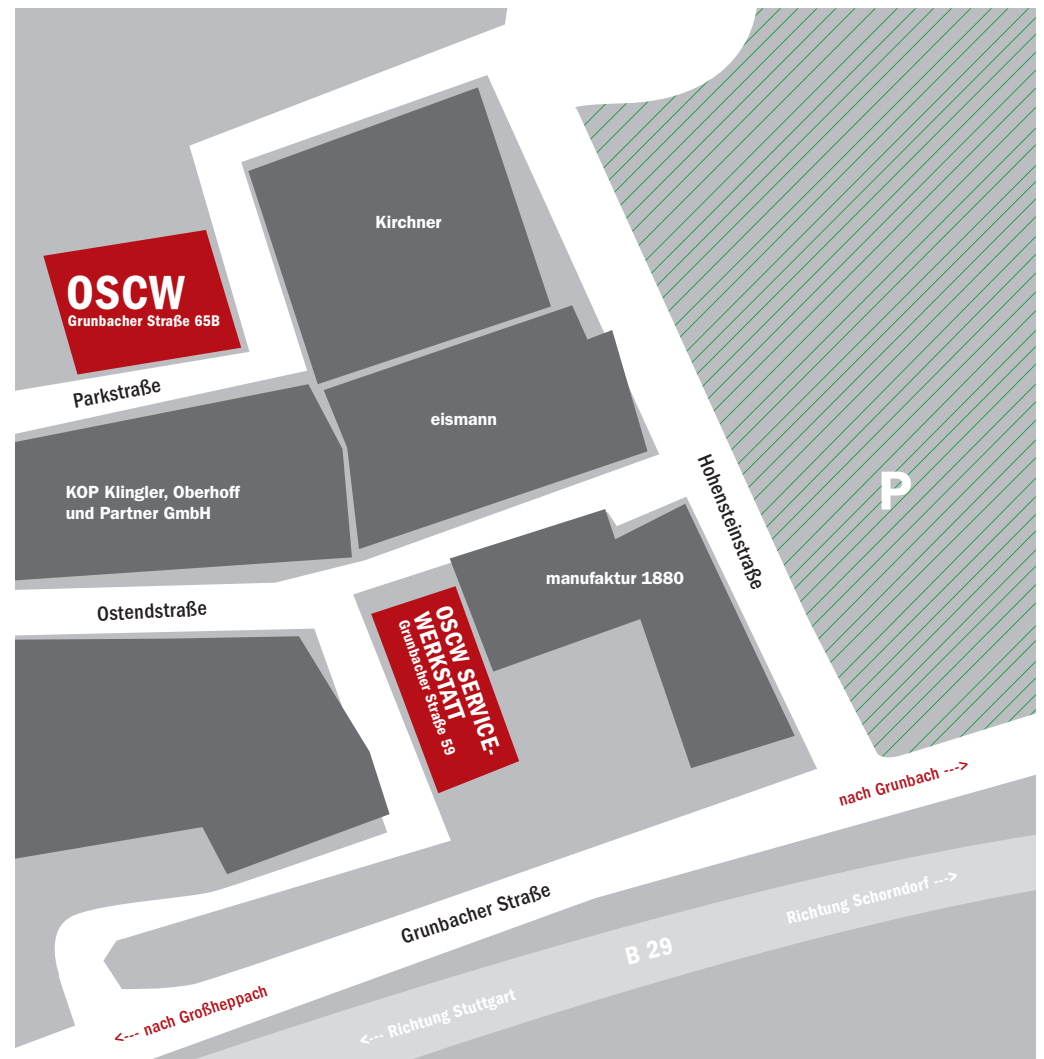 Kirchner
OSCW
Grunbacher Straße 65B
Parkstraße
eismann
KOP Klingler, Oberhoff
und Partner GmbH
Hohensteinstraße
P
manufaktur 1880
Ostendstraße
OSCW SERVICE-
WERKSTATT
Grunbacher Straße 59
nach Grunbach --->
Grunbacher Straße
Richtung Schorndorf --->
B 29
<--- nach Großheppach
<--- Richtung Stuttgart